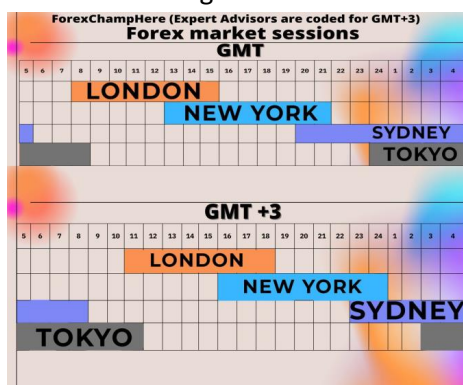 ForexChampHere (Expert Advisors are coded for GMT+3)
Forex market sessions
GMT
5 6 7 8 9 10 11 12 13 14 15 16 17 18 19 20 21 22 23 24 1 2 3 4
LONDON
NEW YORK
SYDNEY
TOKYO
GMT +3
5 6 7 8 9 10 11 12 13 14 15 16 17 18 19 20 21 22 23 24 1 2 3 4
LONDON
NEW YORK
SYDNEY
TOKYO